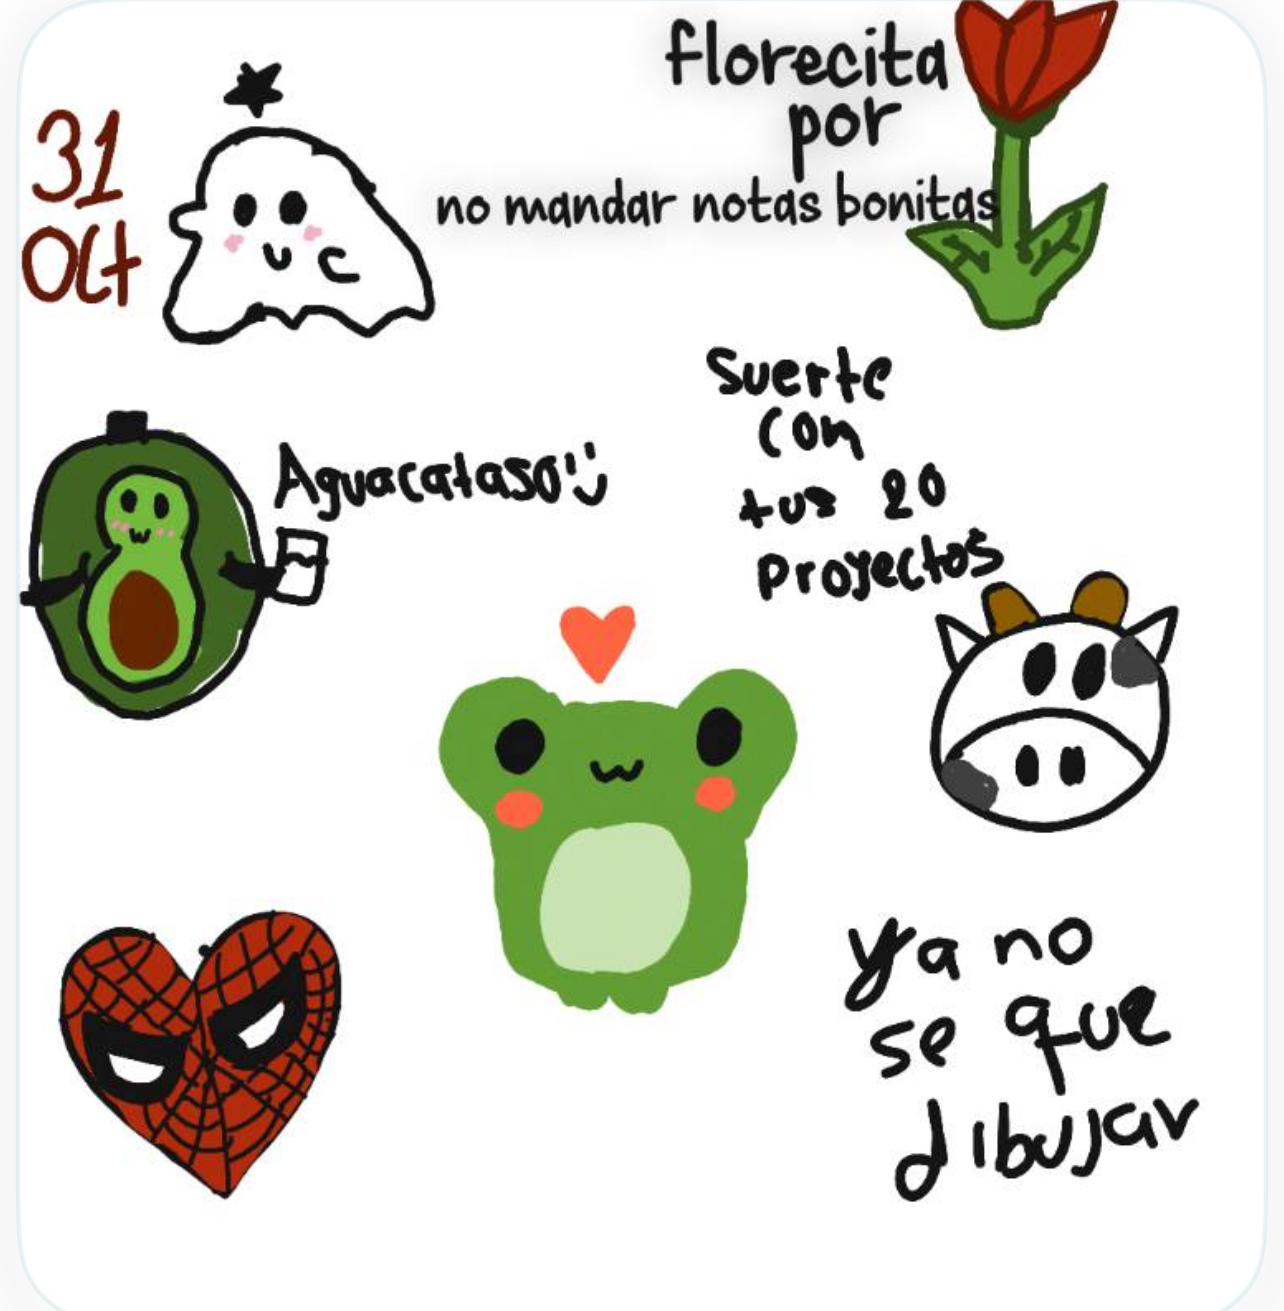 31
Oct
florecita
por
no mandar notas bonitas
Suerte
con
tus 20
Proyectos
Aguacataso!
ya no
se que
dibujar